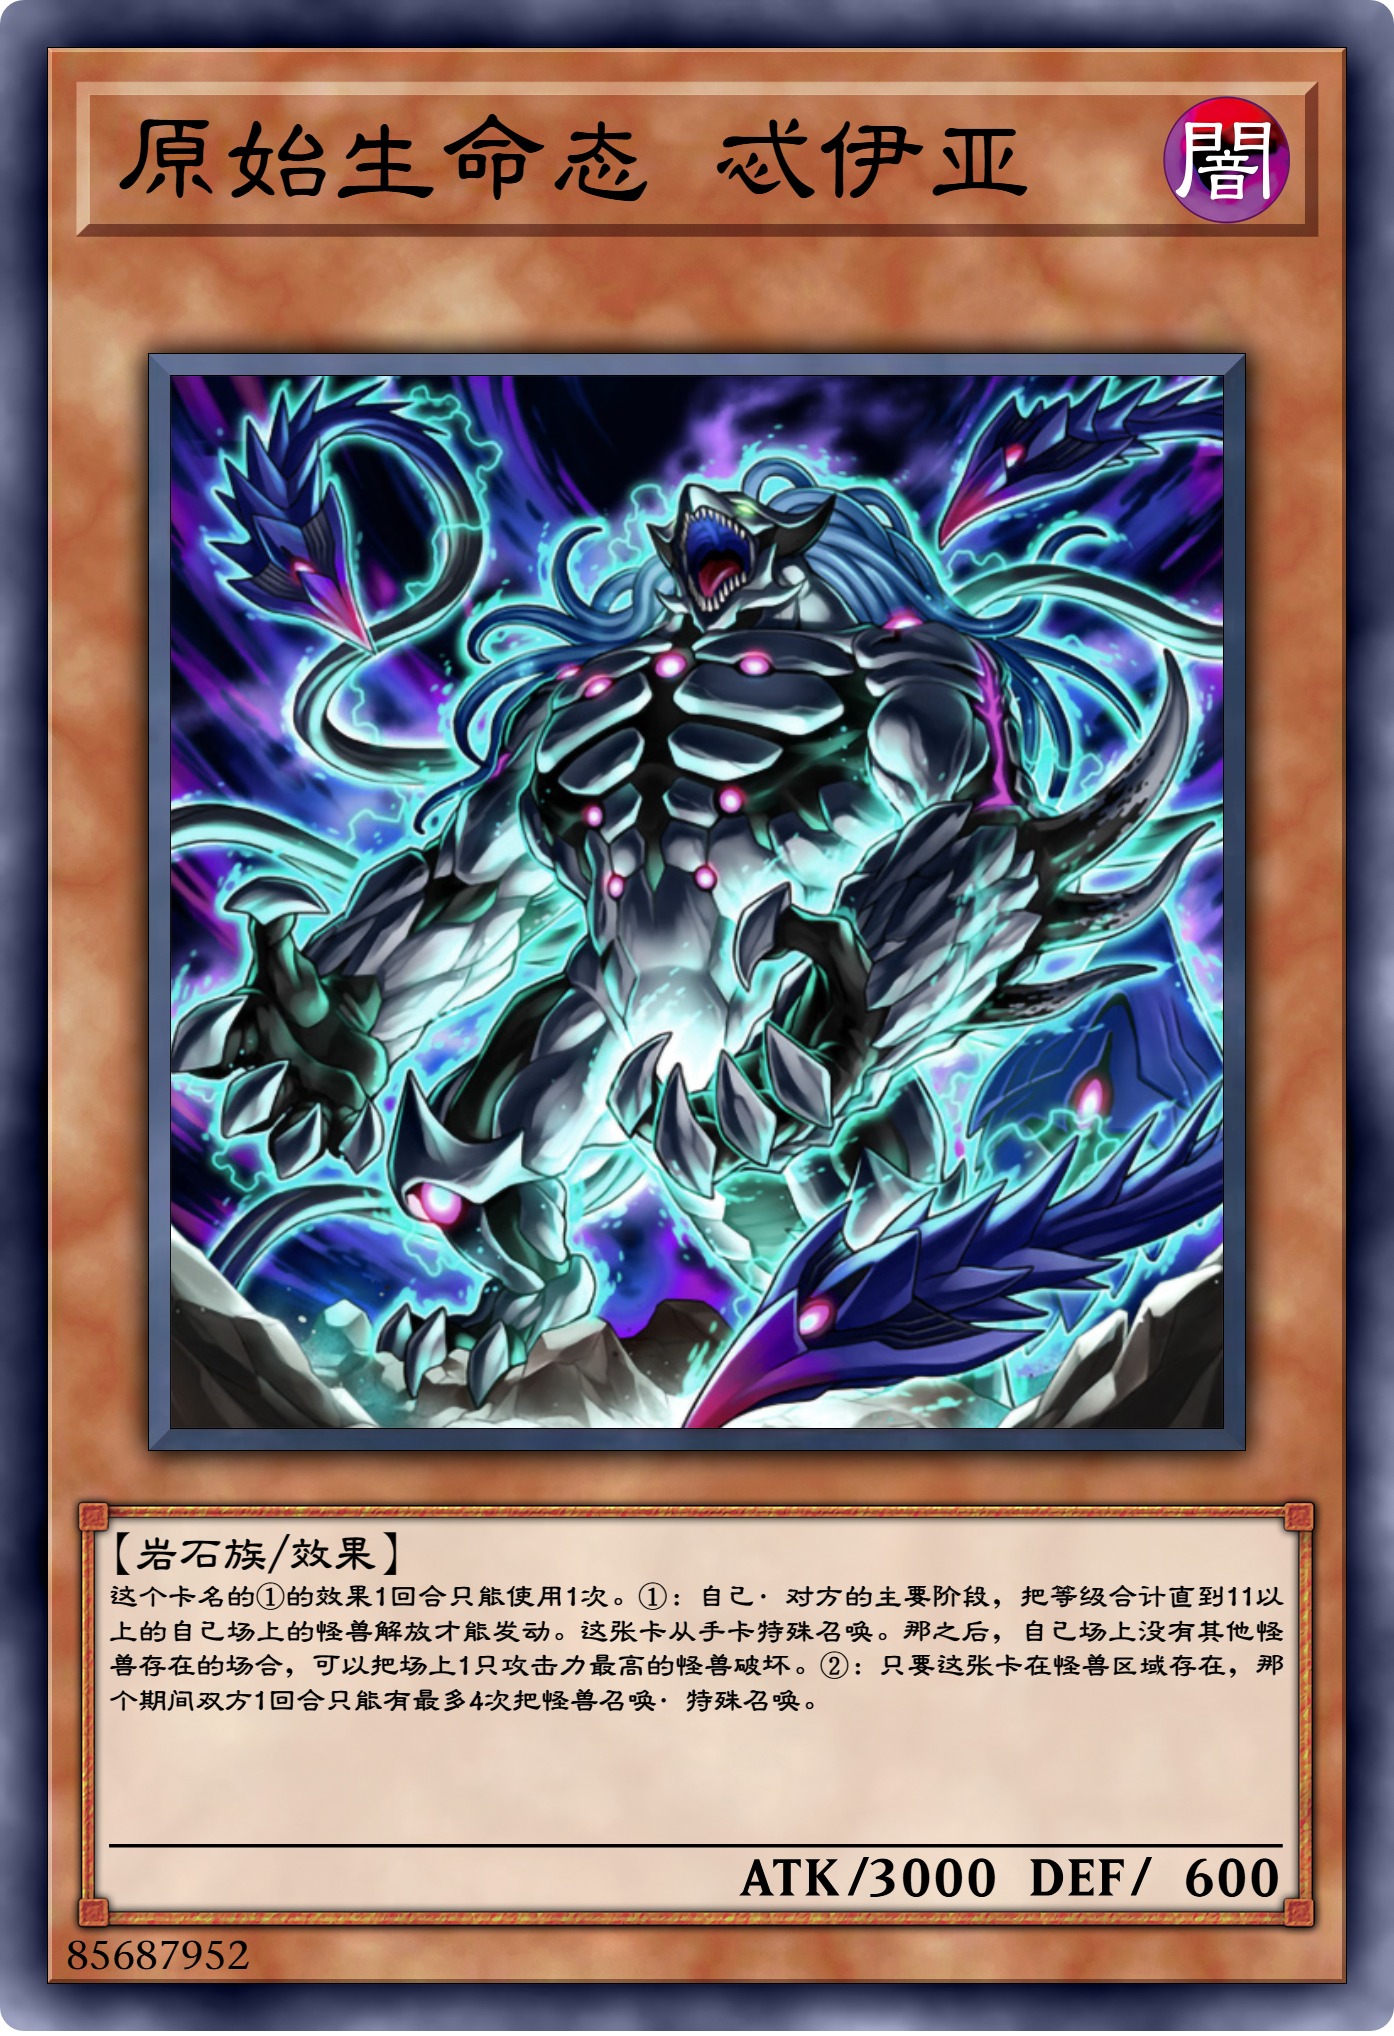 原始生命态 忒伊亚
闇
【岩石族/效果】
这个卡名的①的效果1回合只能使用1次。①：自己·对方的主要阶段，把等级合计直到11以
上的自己场上的怪兽解放才能发动。这张卡从手卡特殊召唤。那之后，自己场上没有其他怪
兽存在的场合，可以把场上1只攻击力最高的怪兽破坏。②：只要这张卡在怪兽区域存在，那
个期间双方1回合只能有最多4次把怪兽召唤·特殊召唤。
ATK/3000 DEF/ 600
85687952